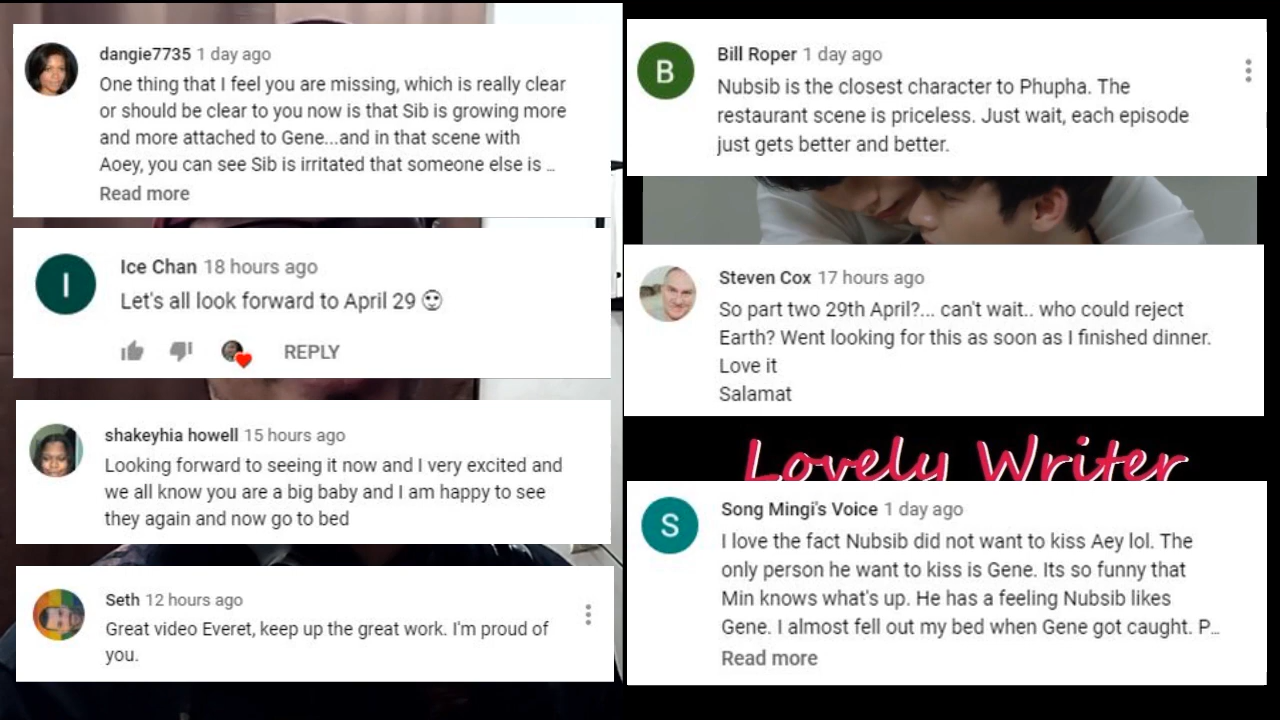 dangie7735 1 day ago
One thing that I feel you are missing, which is really clear
or should be clear to you now is that Sib is growing more
and more attached to Gene...and in that scene with
Aoey, you can see Sib is irritated that someone else is ...
Read more
I
Ice Chan 18 hours ago
Let's all look forward to April 29 😍
REPLY
shakeyhia howell 15 hours ago
Looking forward to seeing it now and I very excited and
we all know you are a big baby and I am happy to see
they again and now go to bed
Seth 12 hours ago
Great video Everet, keep up the great work. I'm proud of
you.
B
Bill Roper 1 day ago
Nubsib is the closest character to Phupha. The
restaurant scene is priceless. Just wait, each episode
just gets better and better.
Steven Cox 17 hours ago
So part two 29th April?... can't wait.. who could reject
Earth? Went looking for this as soon as I finished dinner.
Love it
Salamat
Lovely Writer
S
Song Mingi's Voice 1 day ago
I love the fact Nubsib did not want to kiss Aey lol. The
only person he want to kiss is Gene. Its so funny that
Min knows what's up. He has a feeling Nubsib likes
Gene. I almost fell out my bed when Gene got caught. P...
Read more